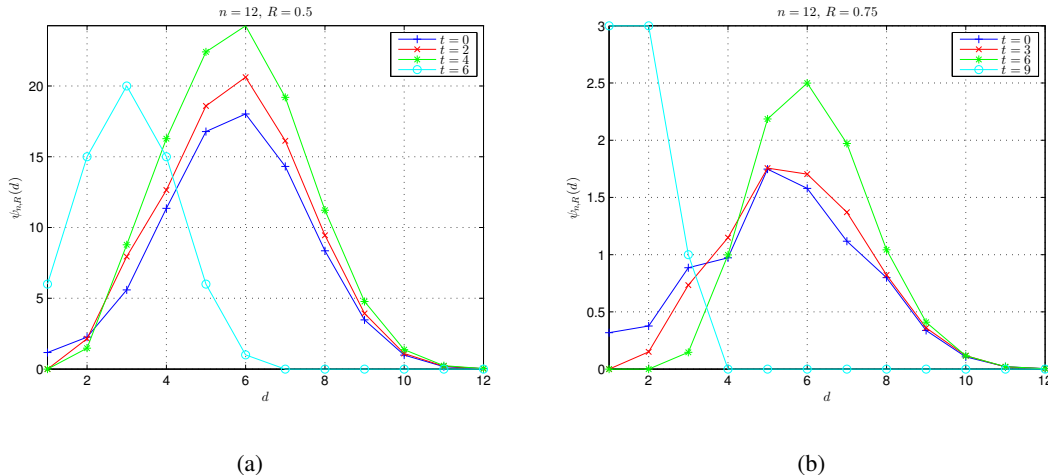 n = 12, R = 0.5
t = 0
t = 2
t = 4
t = 6
20
15
10
5
0
2
4
6
8
10
12
ψn,R(d)
d
(a)
n = 12, R = 0.75
t = 0
t = 3
t = 6
t = 9
3
2.5
2
1.5
1
0.5
0
2
4
6
8
10
12
ψn,R(d)
d
(b)